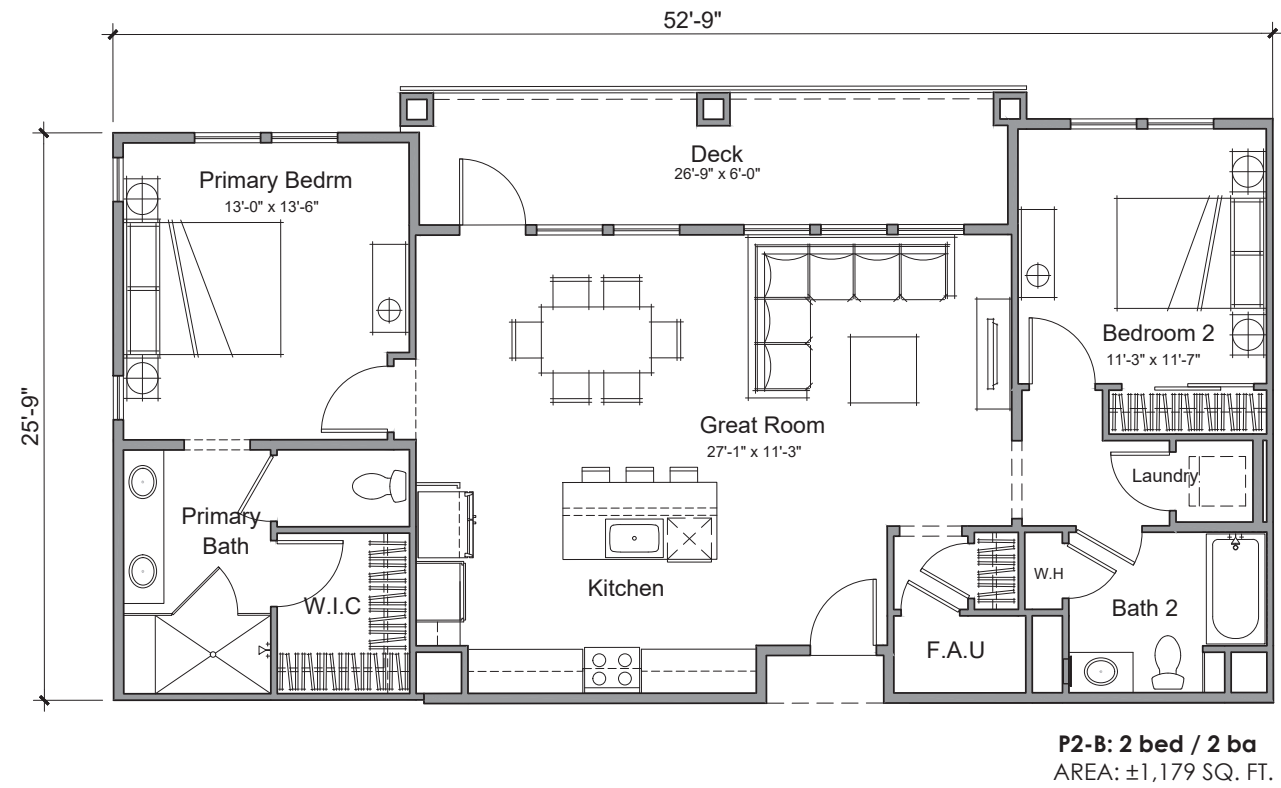 52'-9"
25'-9"
Deck
26'-9" x 6'-0"
Primary Bedrm
13'-0" x 13'-6"
Bedroom 2
11'-3" x 11'-7"
Great Room
27'-1" x 11'-3"
Laundry
Primary
Bath
Kitchen
W.H
W.I.C
Bath 2
F.A.U
P2-B: 2 bed / 2 ba
AREA: ±1,179 SQ. FT.